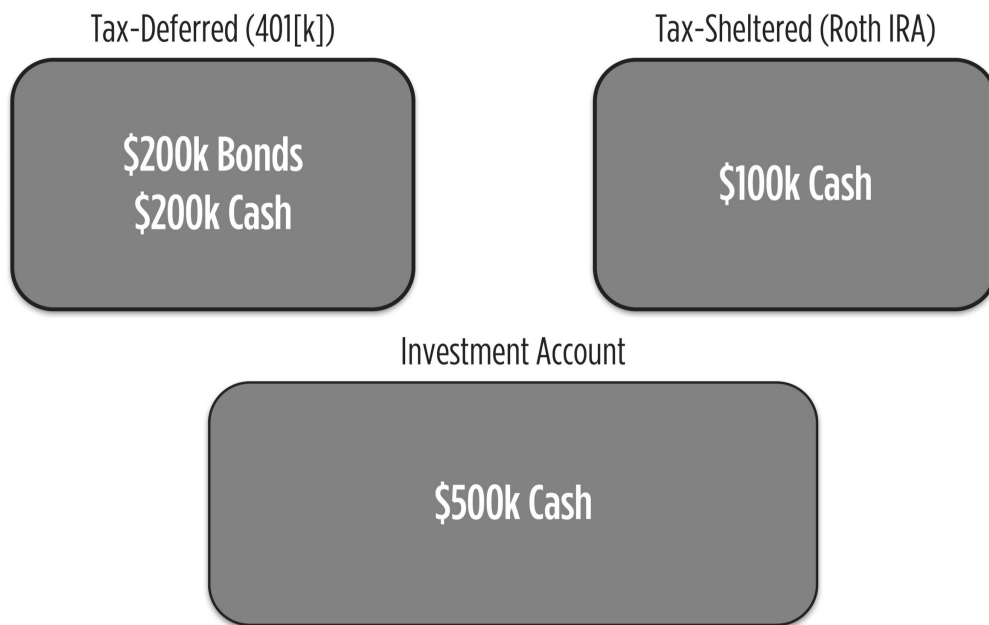 Tax-Deferred (401[k])
Tax-Sheltered (Roth IRA)
$200k Bonds
$200k Cash
$100k Cash
Investment Account
$500k Cash